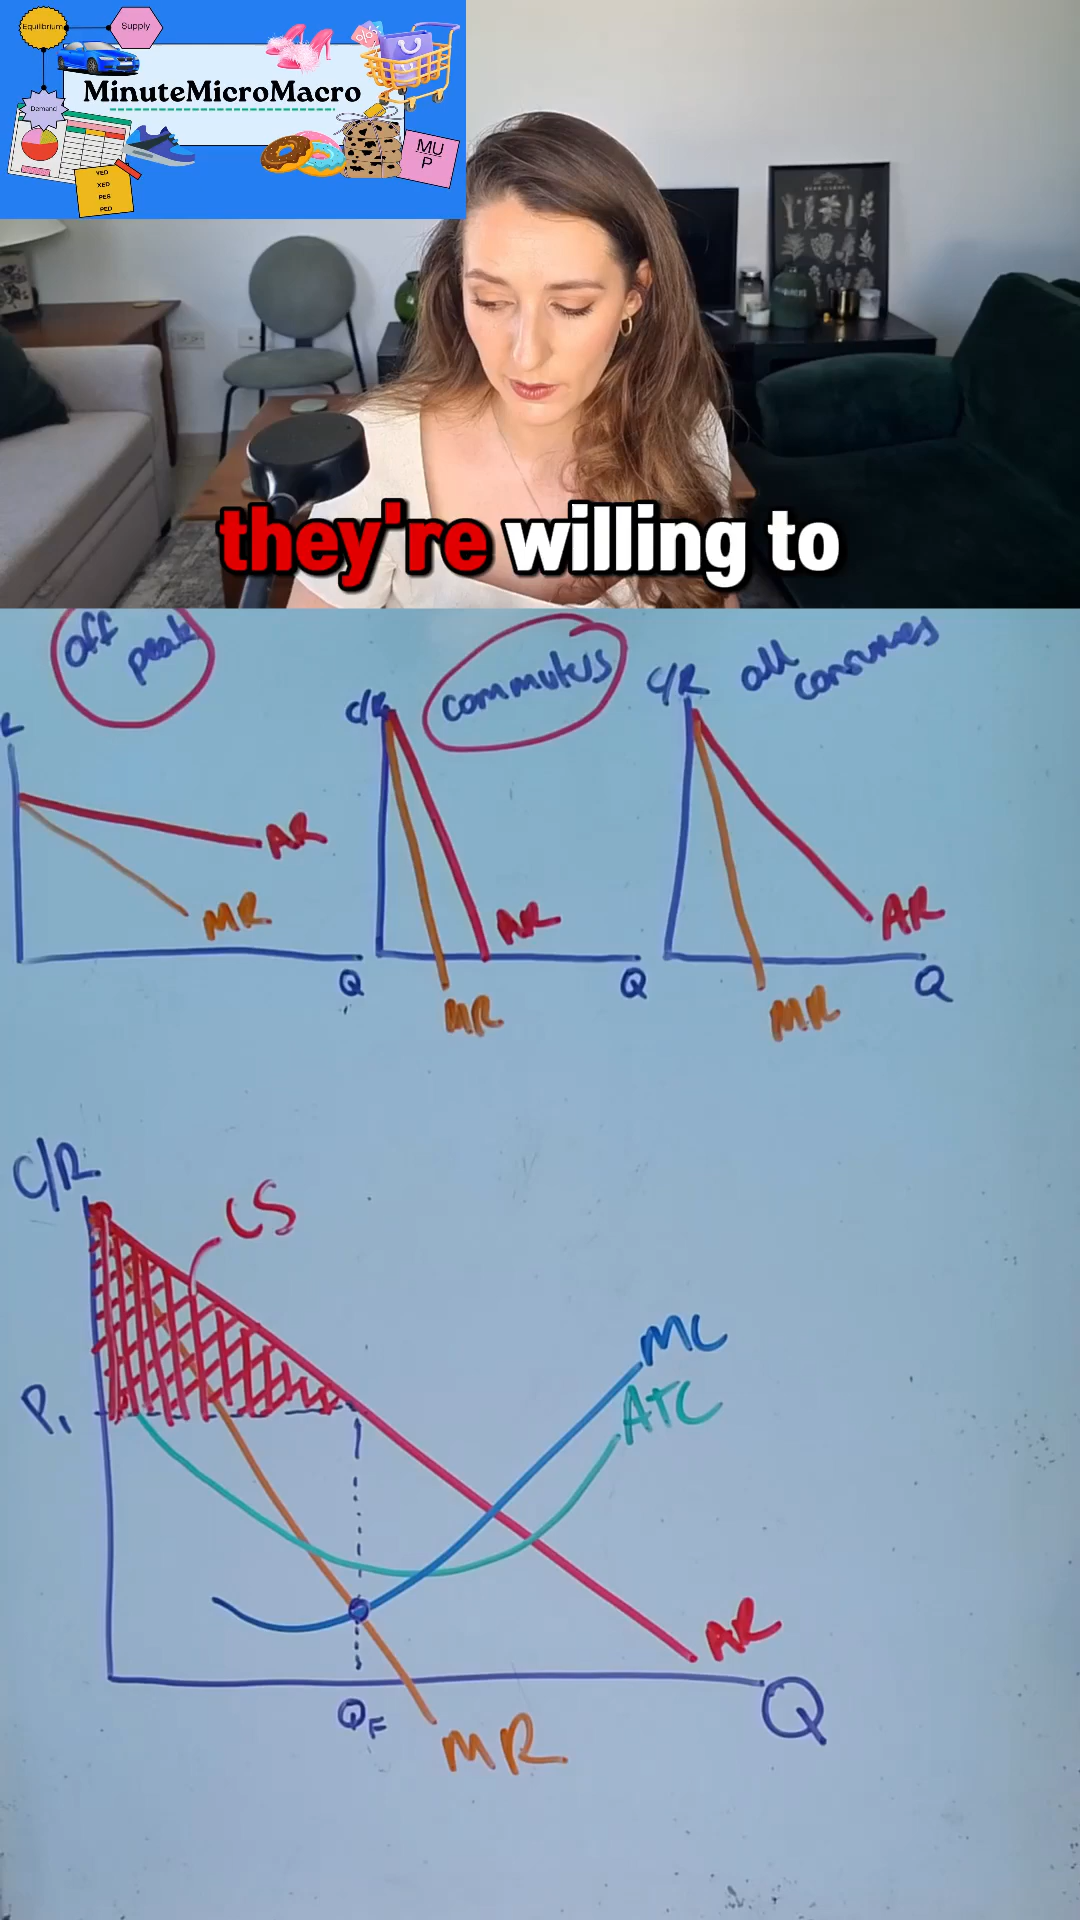 Equilibrium
Supply
Demand
MinuteMicroMacro
%
MU
P
YED
XED
PES
PED
they're willing to
off
peak
commuters
all
consumers
C/R
C/R
AR
MR
Q
AR
MR
Q
AR
MR
Q
C/R
CS
MC
ATC
P1
AR
QF
Q
MR